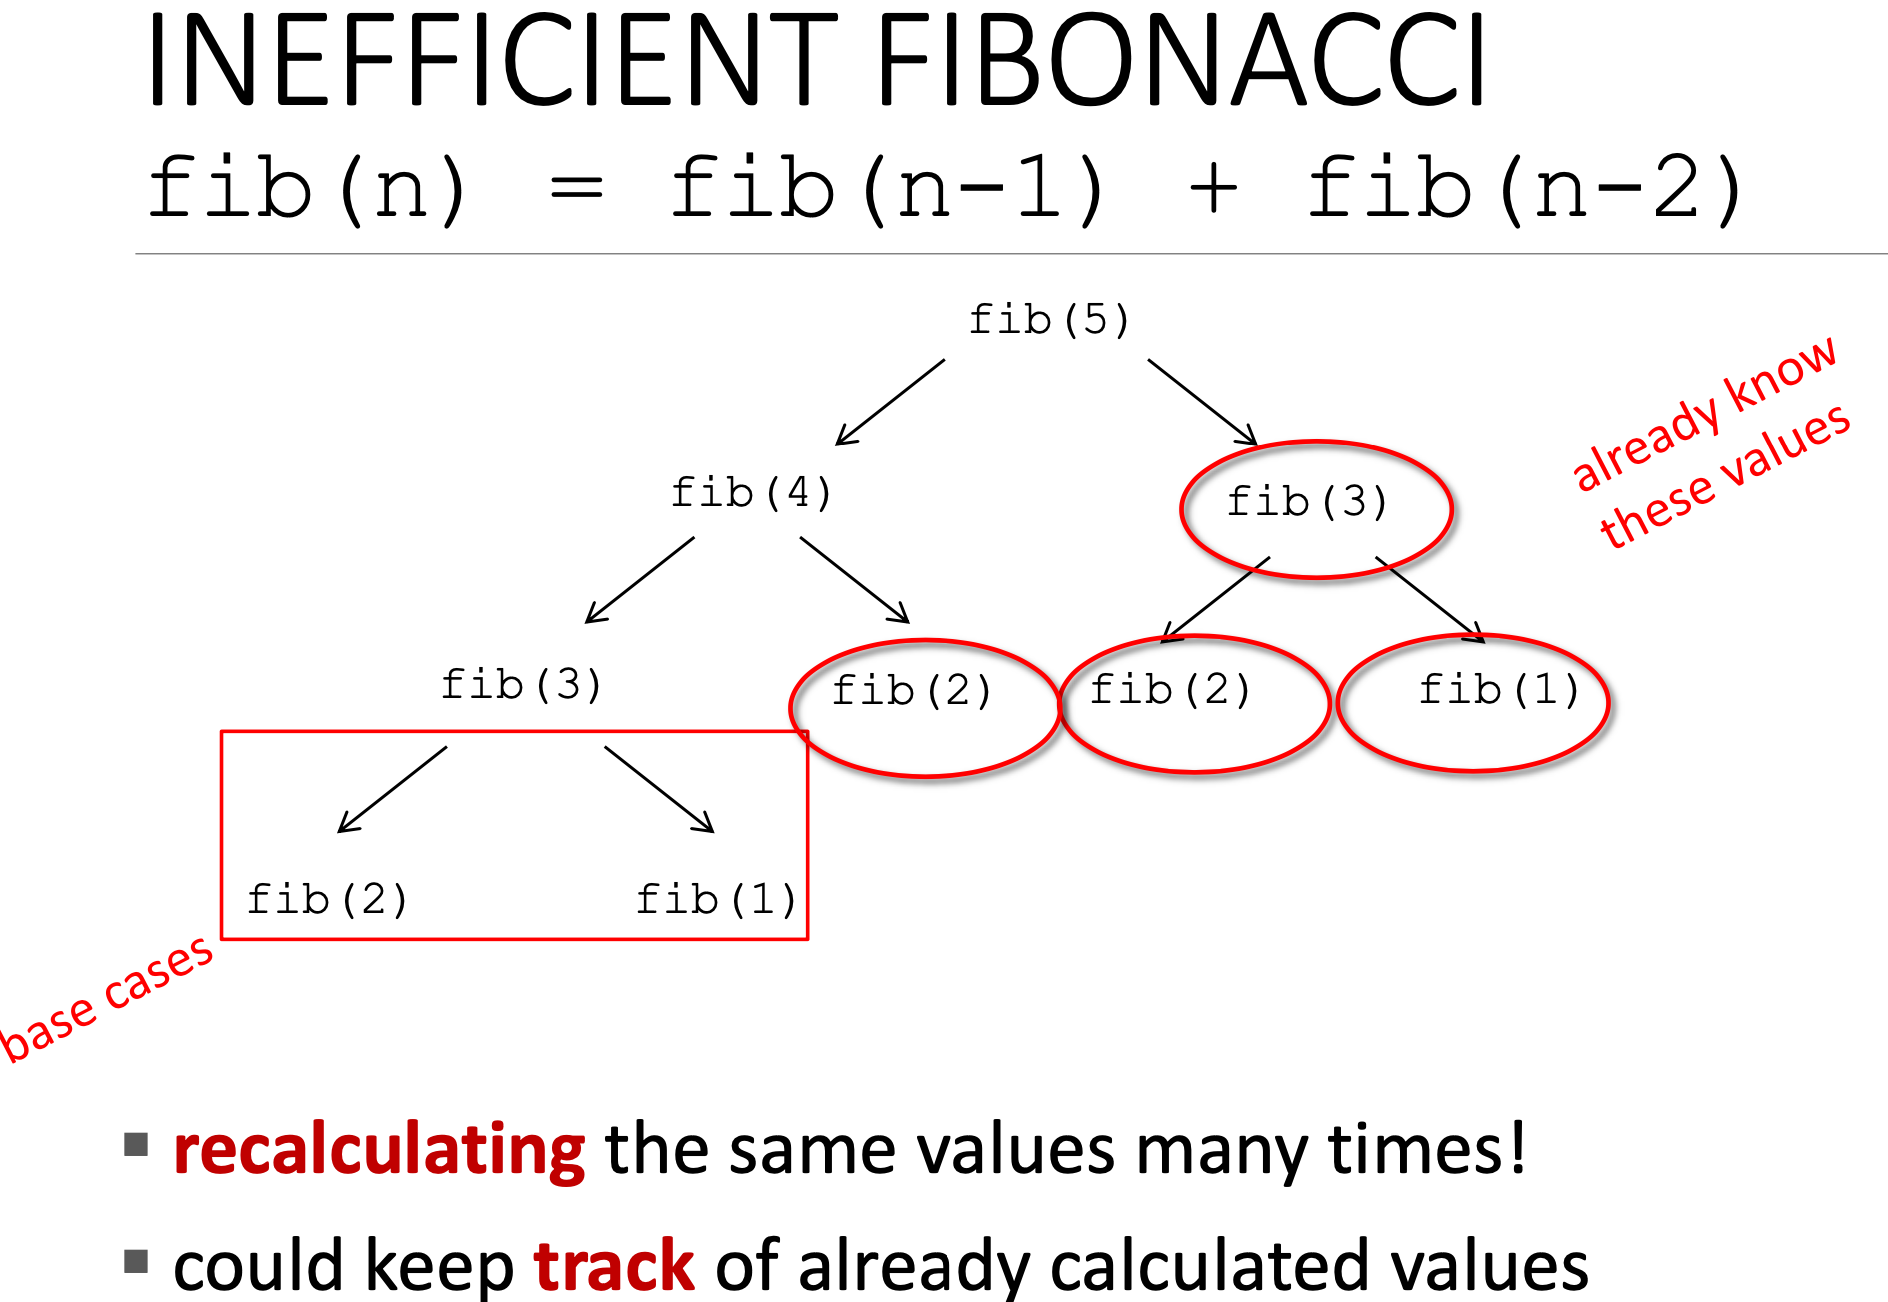 INEFFICIENT FIBONACCI
fib(n) = fib(n-1) + fib(n-2)
fib(5)
already know
these values
fib(4)
fib(3)
fib(3)
fib(2)
fib(2)
fib(1)
fib(2)
fib(1)
base cases
▪ recalculating the same values many times!
▪ could keep track of already calculated values